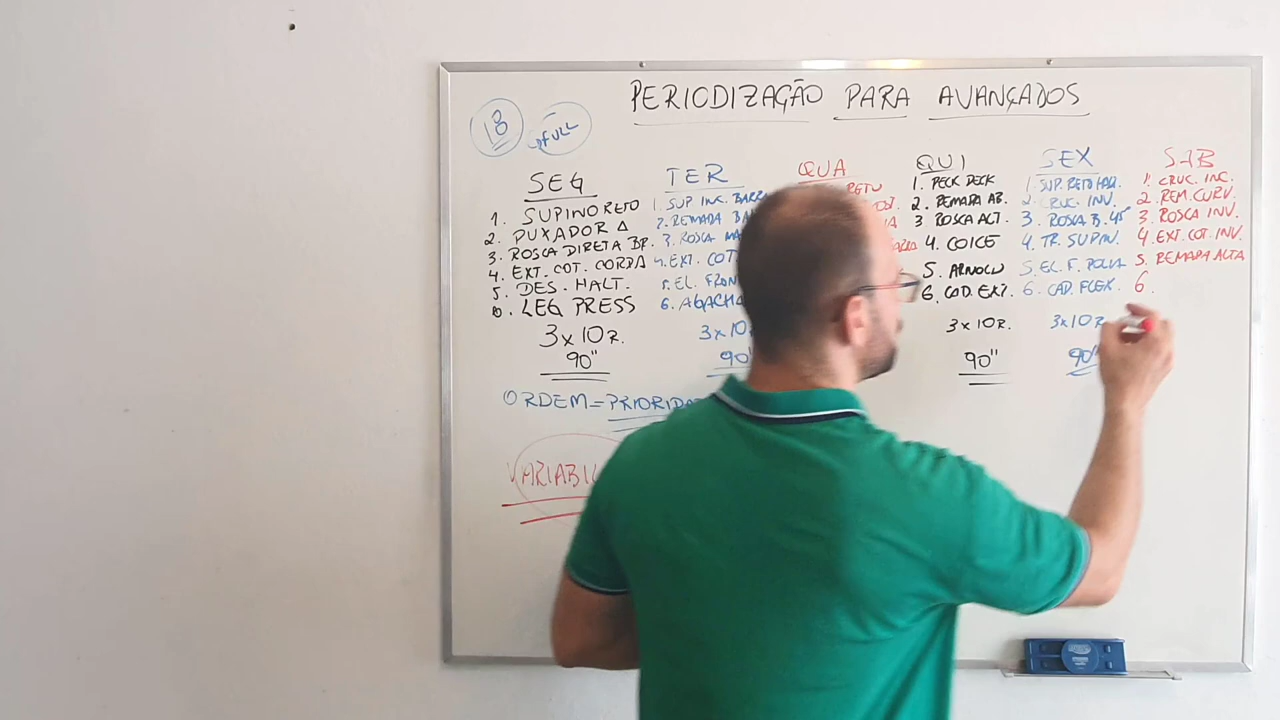 PERIODIZAÇÃO PARA AVANÇADOS
18
FULL
SEG
1. SUPINO RETO
2. PUXADOR Δ
3. ROSCA DIRETA BP.
4. EXT. COT. CORDA
5. DES. HALT.
6. LEG PRESS
3x10R.
90"
TER
1. SUP INC. BARR
2. REMADA BA
3. ROSCA MA
4. EXT. COT
5. EL. FRON
6. AGACHA
3x10
90"
QUA
RETO
QUI
1. PECK DECK
2. REMADA AB.
3. ROSCA ALT.
4. COICE
5. ARNOLD
6. CAD. EXT.
3x10R.
90"
SEX
1. SUP. RETO HAL.
2. CRUC. INV.
3. ROSCA B. 45°
4. TR. SUPIN.
5. EL. F. POLIA
6. CAD. FLEX.
3x10R
90"
SAB
1. CRUC. INC.
2. REM. CURV.
3. ROSCA INV.
4. EXT. COT. INV.
5. REMADA ALTA
6.
ORDEM = PRIORIDA
VARIABIL